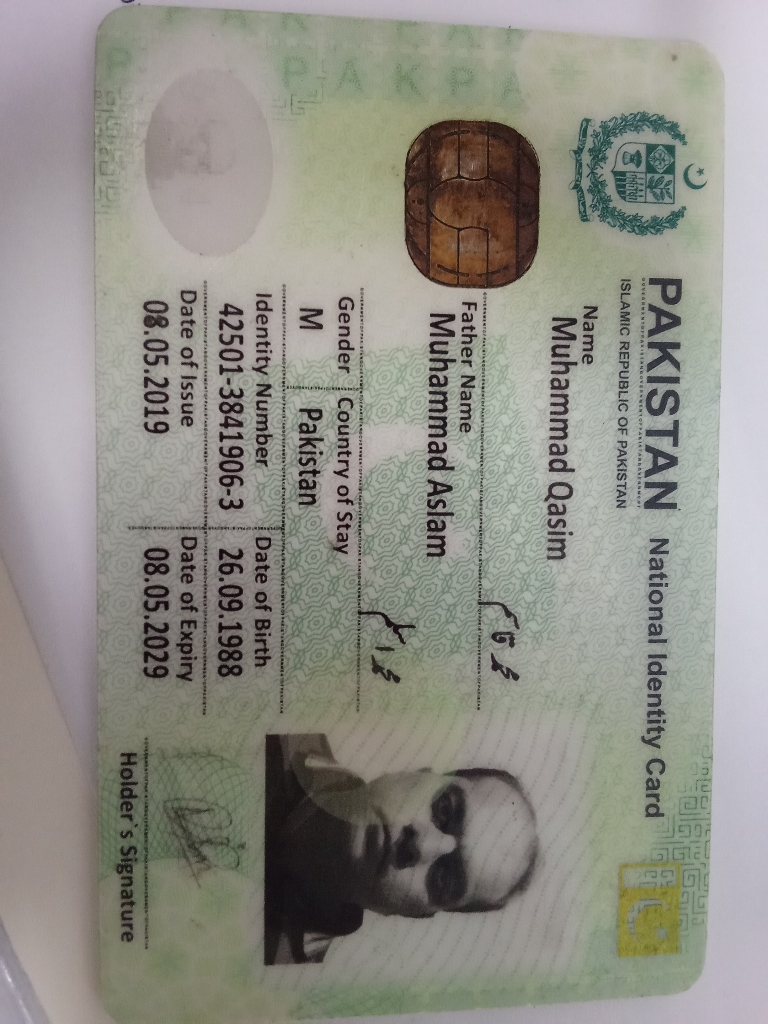 PAKISTAN National Identity Card
ISLAMIC REPUBLIC OF PAKISTAN
Name
Muhammad Qasim
Father Name
Muhammad Aslam
Gender
Country of Stay
M
Pakistan
Identity Number
Date of Birth
42501-3841906-3
26.09.1988
Date of Issue
Date of Expiry
08.05.2019
08.05.2029
Holder's Signature